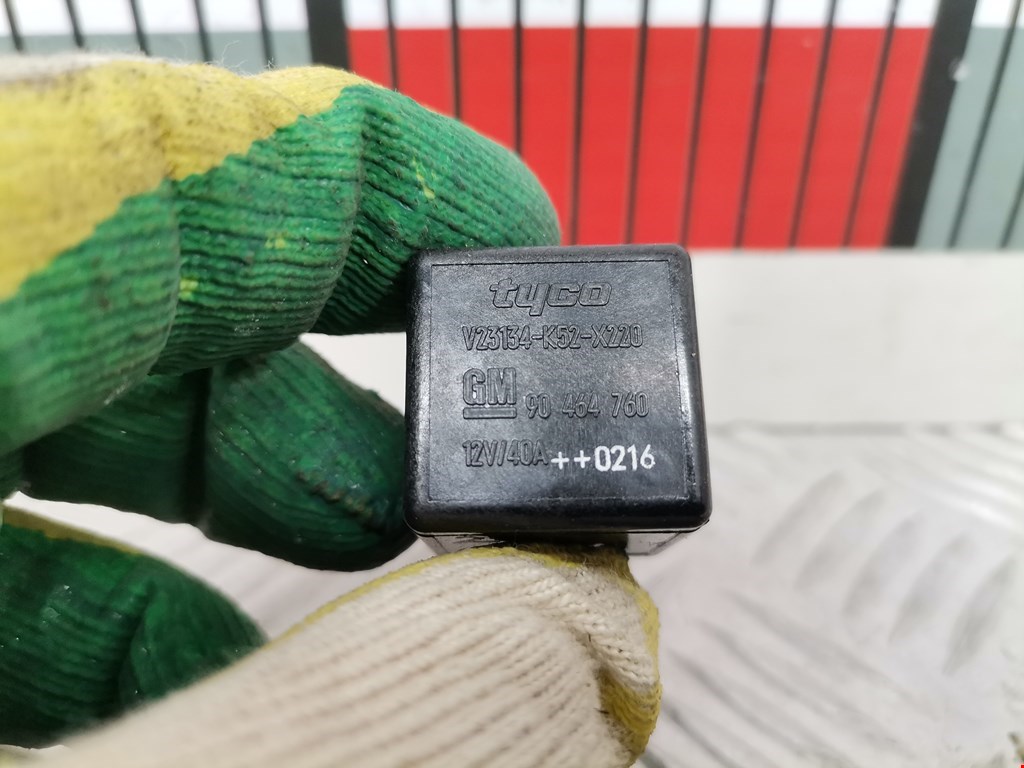 tyco
V23134-K52-X220
GM 90 464 760
12V/40A ++0216